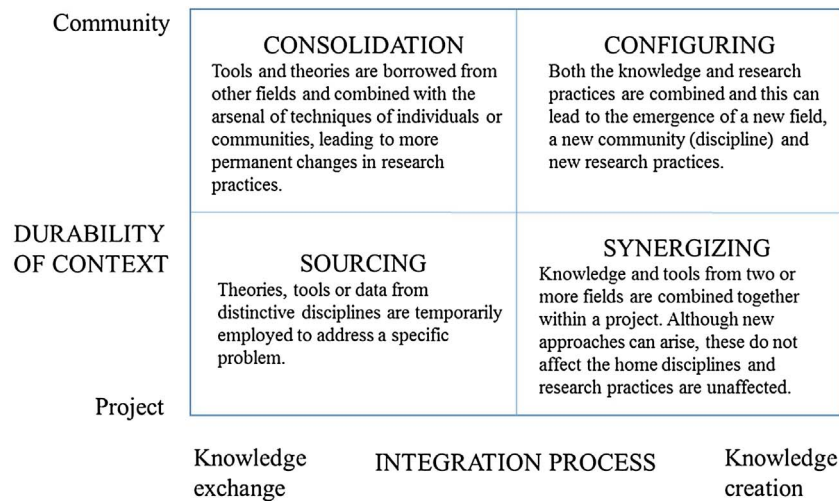 Community
CONSOLIDATION
Tools and theories are borrowed from
other fields and combined with the
arsenal of techniques of individuals or
communities, leading to more
permanent changes in research
practices.
CONFIGURING
Both the knowledge and research
practices are combined and this can
lead to the emergence of a new field,
a new community (discipline) and
new research practices.
DURABILITY
OF CONTEXT
SOURCING
Theories, tools or data from
distinctive disciplines are temporarily
employed to address a specific
problem.
SYNERGIZING
Knowledge and tools from two or
more fields are combined together
within a project. Although new
approaches can arise, these do not
affect the home disciplines and
research practices are unaffected.
Project
Knowledge
exchange
INTEGRATION PROCESS
Knowledge
creation